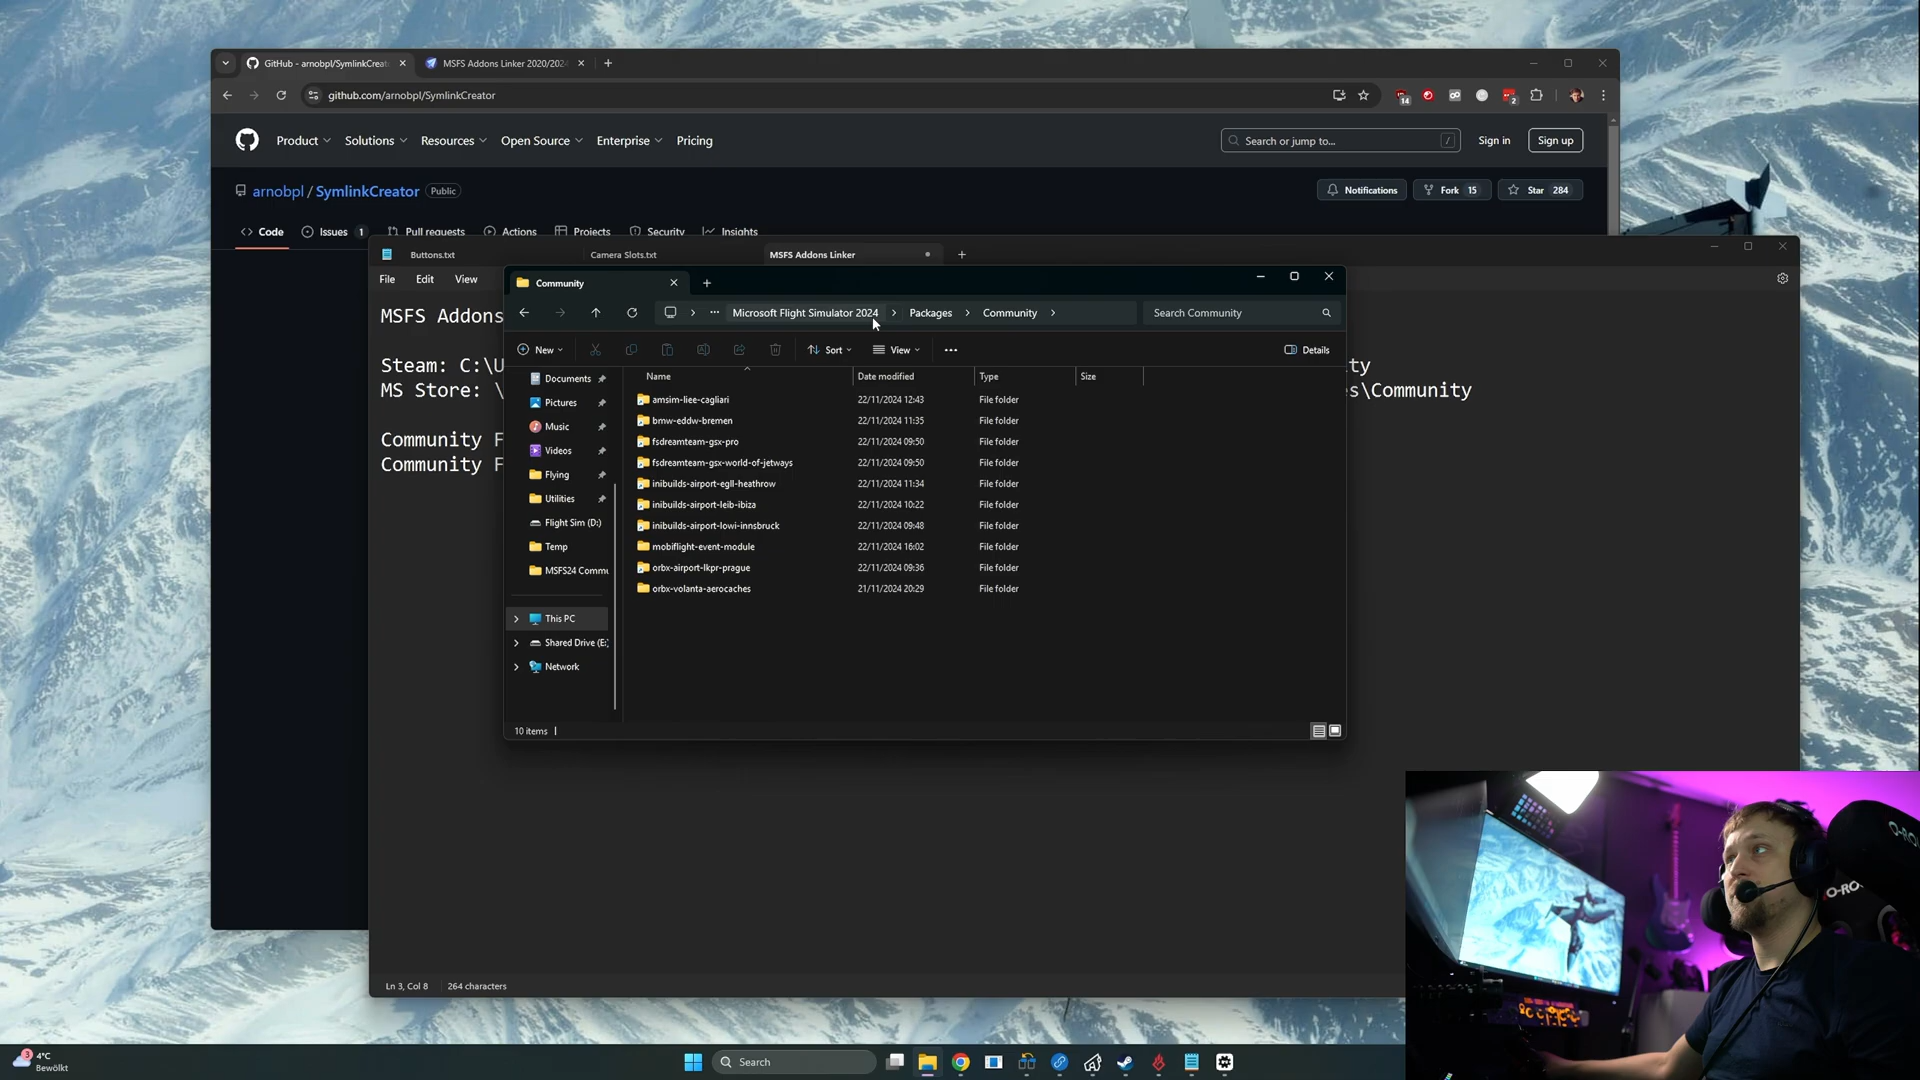 GitHub - arnobpl/SymlinkCreat
MSFS Addons Linker 2020/2024
github.com/arnobpl/SymlinkCreator
14
2
Product
Solutions
Resources
Open Source
Enterprise
Pricing
Search or jump to...
/
Sign in
Sign up
arnobpl / SymlinkCreator
Public
Notifications
Fork 15
Star 284
Code
Issues 1
Pull requests
Actions
Projects
Security
Insights
Buttons.txt
Camera Slots.txt
MSFS Addons Linker
File
Edit
View
MSFS Addons
Steam: C:\U
ty
MS Store: \
s\Community
Community F
Community F
Community
Microsoft Flight Simulator 2024
Packages
Community
Search Community
New
Sort
View
Details
Name
Date modified
Type
Size
Documents
Pictures
Music
Videos
Flying
Utilities
Flight Sim (D:)
Temp
MSFS24 Commu
This PC
Shared Drive (E:)
Network
amsim-liee-cagliari 22/11/2024 12:43 File folder
bmw-eddw-bremen 22/11/2024 11:35 File folder
fsdreamteam-gsx-pro 22/11/2024 09:50 File folder
fsdreamteam-gsx-world-of-jetways 22/11/2024 09:50 File folder
inibuilds-airport-egll-heathrow 22/11/2024 11:34 File folder
inibuilds-airport-leib-ibiza 22/11/2024 10:22 File folder
inibuilds-airport-lowi-innsbruck 22/11/2024 09:48 File folder
mobiflight-event-module 22/11/2024 16:02 File folder
orbx-airport-lkpr-prague 22/11/2024 09:36 File folder
orbx-volanta-aerocaches 21/11/2024 20:29 File folder
10 items
Ln 3, Col 8
264 characters
3
4°C
Bewölkt
Search